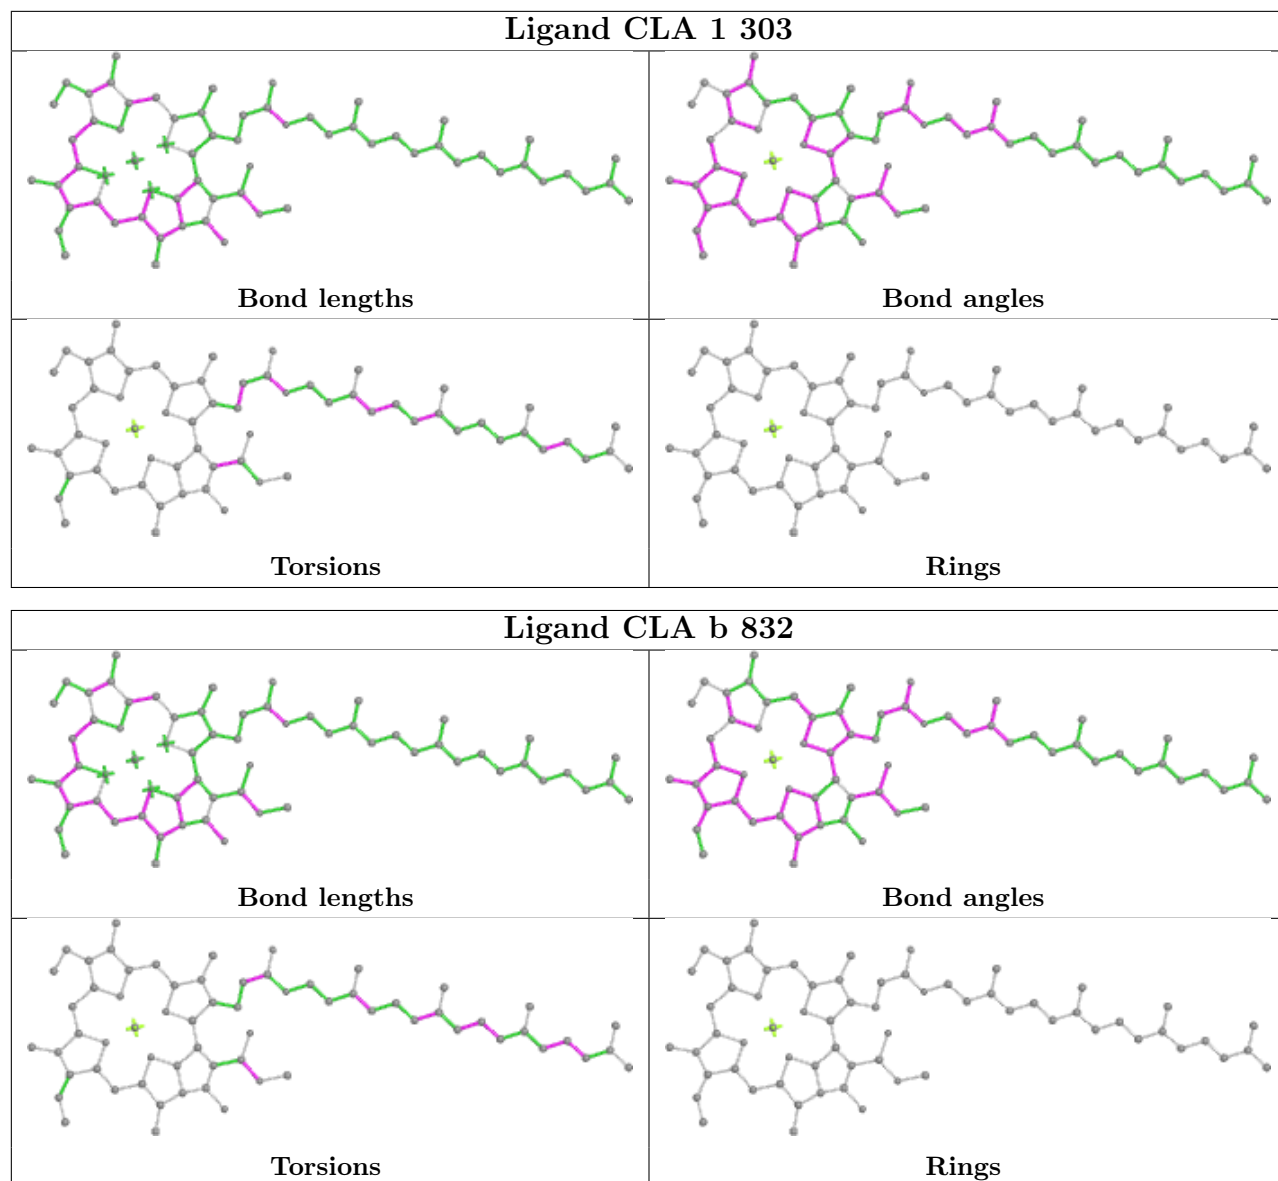 Ligand CLA 1 303
Bond lengths
Bond angles
Torsions
Rings
Ligand CLA b 832
Bond lengths
Bond angles
Torsions
Rings